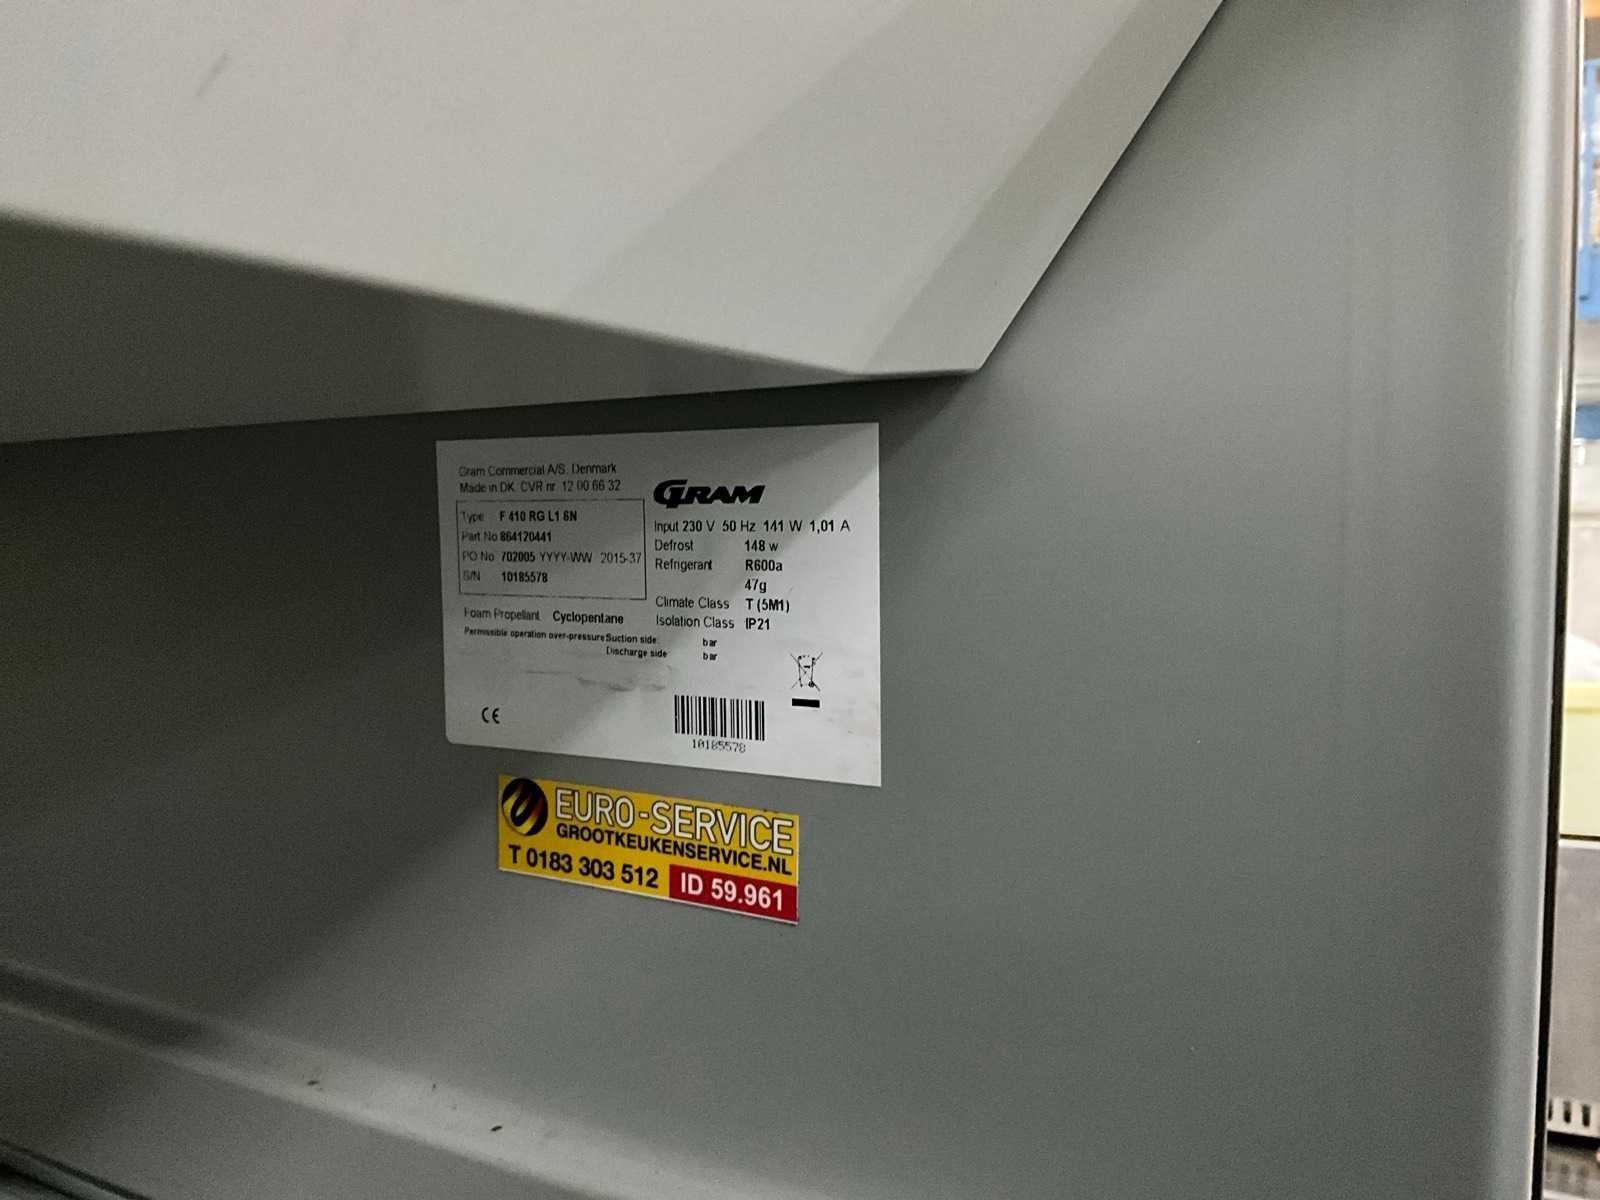 Gram Commercial A/S. Denmark
Made in DK. CVR nr. 12 00 66 32
Type F 410 RG L1 6N
Part No 864120441
PO No 702005 YYYY-WW 2015-37
S/N 10185578
Foam Propellant Cyclopentane
Permissible operation over-pressure Suction side: bar
Discharge side bar
GRAM
Input 230 V 50 Hz 141 W 1,01 A
Defrost 148 w
Refrigerant R600a
47g
Climate Class T (5M1)
Isolation Class IP21
CE
10185578
EURO-SERVICE
GROOTKEUKENSERVICE.NL
T 0183 303 512 ID 59.961